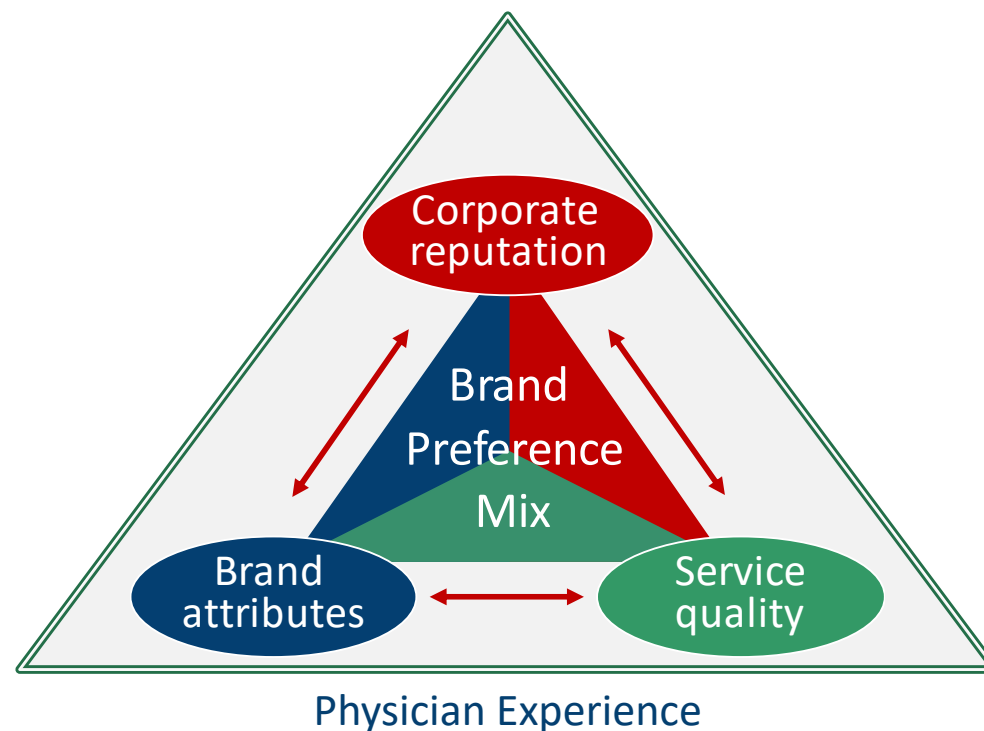 Corporate
reputation
Brand
Preference
Mix
Brand
attributes
Service
quality
Physician Experience